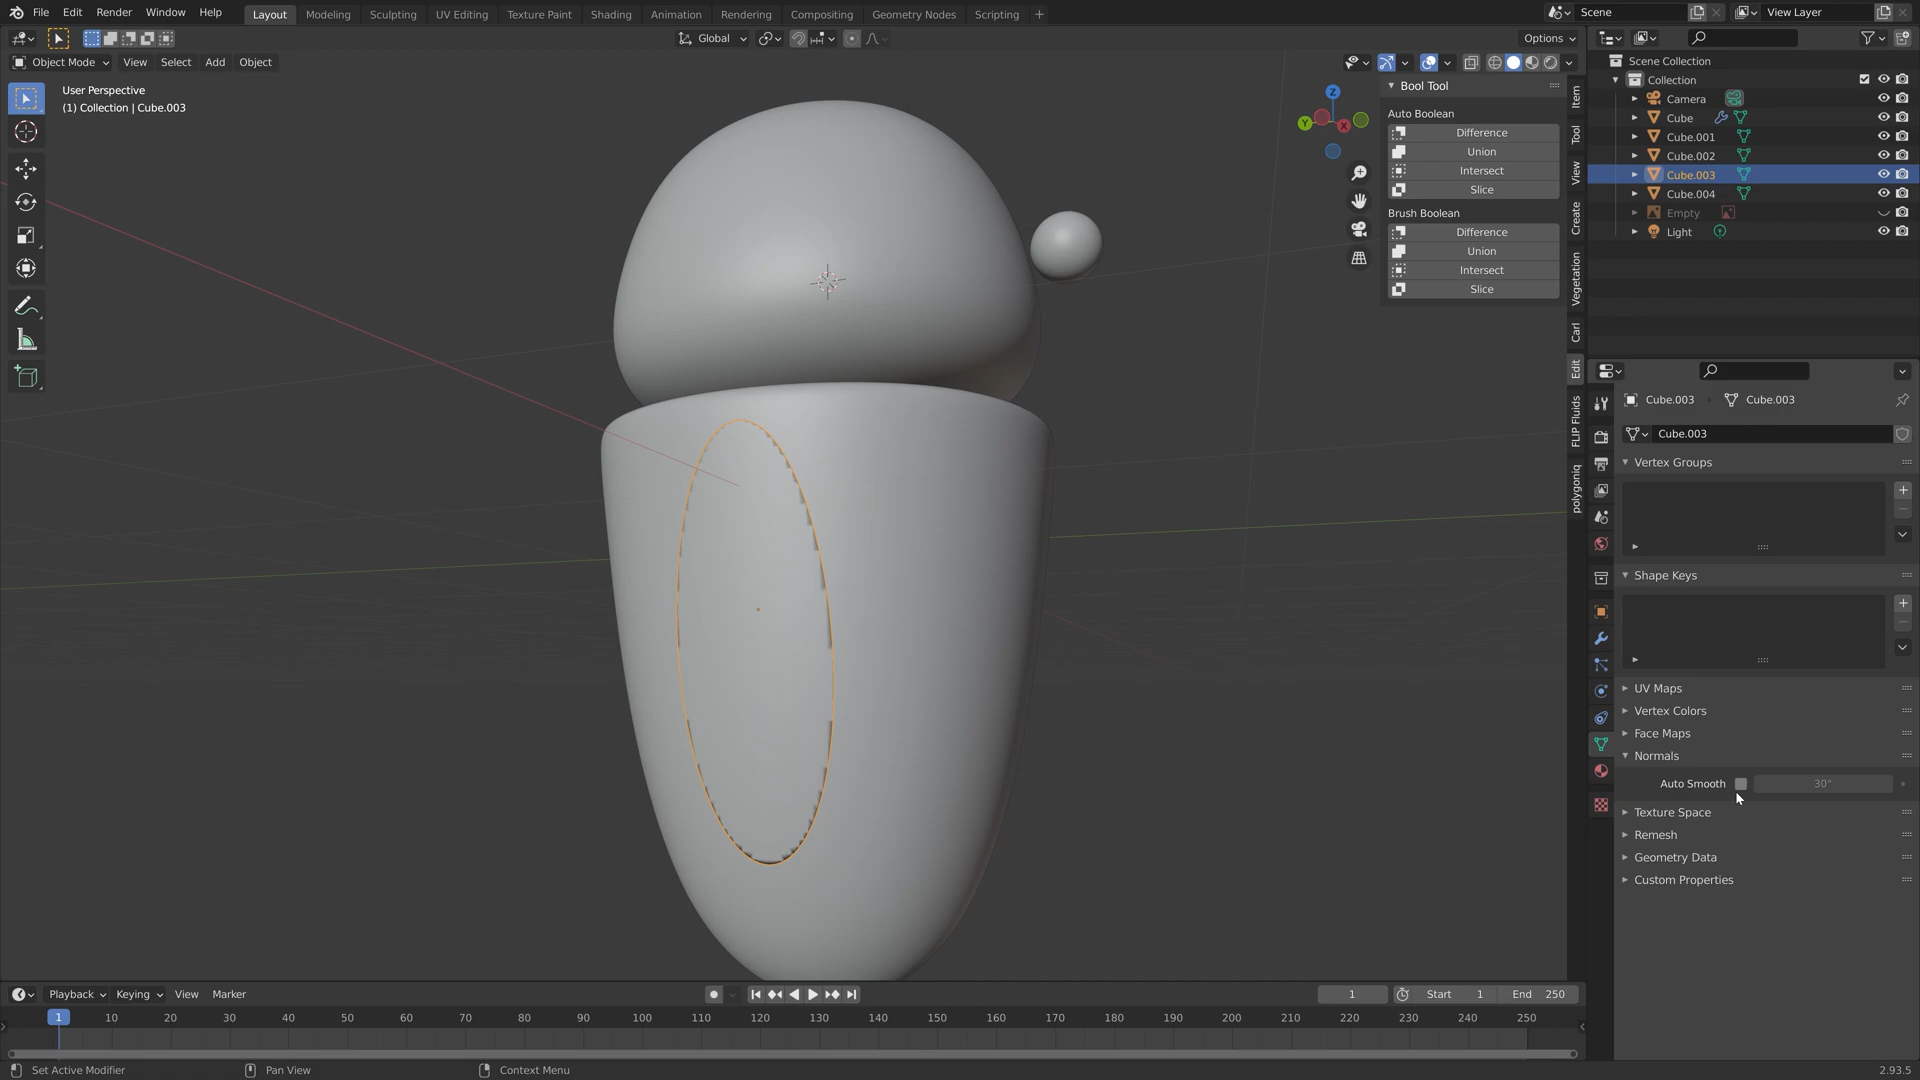 File Edit Render Window Help Layout Modeling Sculpting UV Editing Texture Paint Shading Animation Rendering Compositing Geometry Nodes Scripting + Scene View Layer
Global Options
Object Mode View Select Add Object
User Perspective
(1) Collection | Cube.003
Z
Y
X
Bool Tool
Auto Boolean
Difference
Union
Intersect
Slice
Brush Boolean
Difference
Union
Intersect
Slice
Item
Tool
View
Create
Vegetation
Carl
Edit
FLIP Fluids
polygoniq
Scene Collection
Collection
Camera
Cube
Cube.001
Cube.002
Cube.003
Cube.004
Empty
Light
Cube.003 Cube.003
Cube.003
Vertex Groups
Shape Keys
UV Maps
Vertex Colors
Face Maps
Normals
Auto Smooth 30°
Texture Space
Remesh
Geometry Data
Custom Properties
Playback Keying View Marker 1 Start 1 End 250
1 10 20 30 40 50 60 70 80 90 100 110 120 130 140 150 160 170 180 190 200 210 220 230 240 250
Set Active Modifier Pan View Context Menu 2.93.5